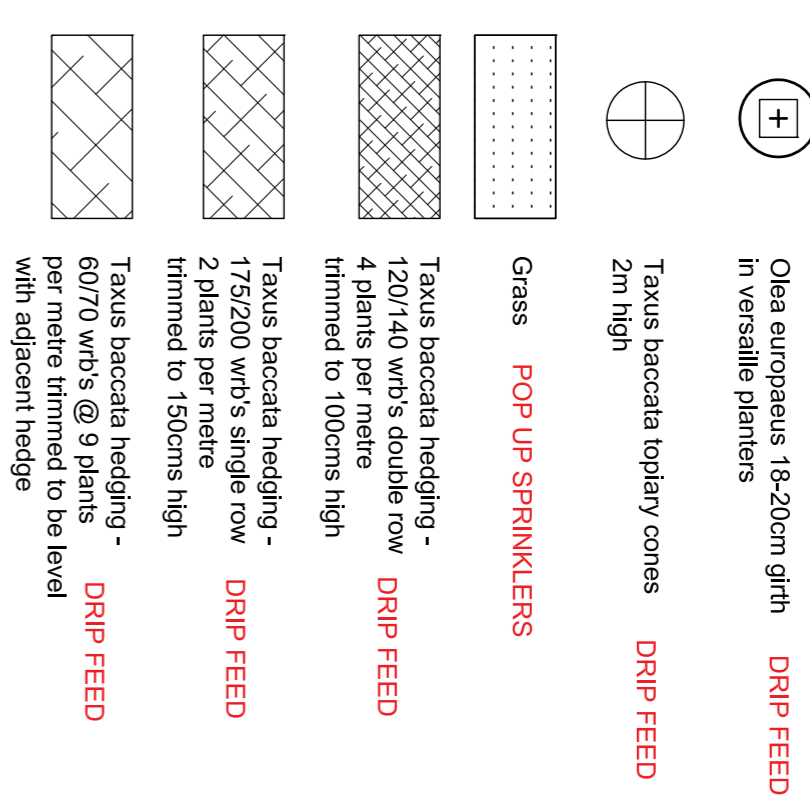 Olea europaeus 18-20cm girth
in versaille planters
DRIP FEED
Taxus baccata topiary cones
2m high
DRIP FEED
Grass POP UP SPRINKLERS
Taxus baccata hedging -
120/140 wrb's double row
4 plants per metre
trimmed to 100cms high
DRIP FEED
Taxus baccata hedging -
175/200 wrb's single row
2 plants per metre
trimmed to 150cms high
DRIP FEED
Taxus baccata hedging -
60/70 wrb's @ 9 plants
per metre trimmed to be level
with adjacent hedge
DRIP FEED